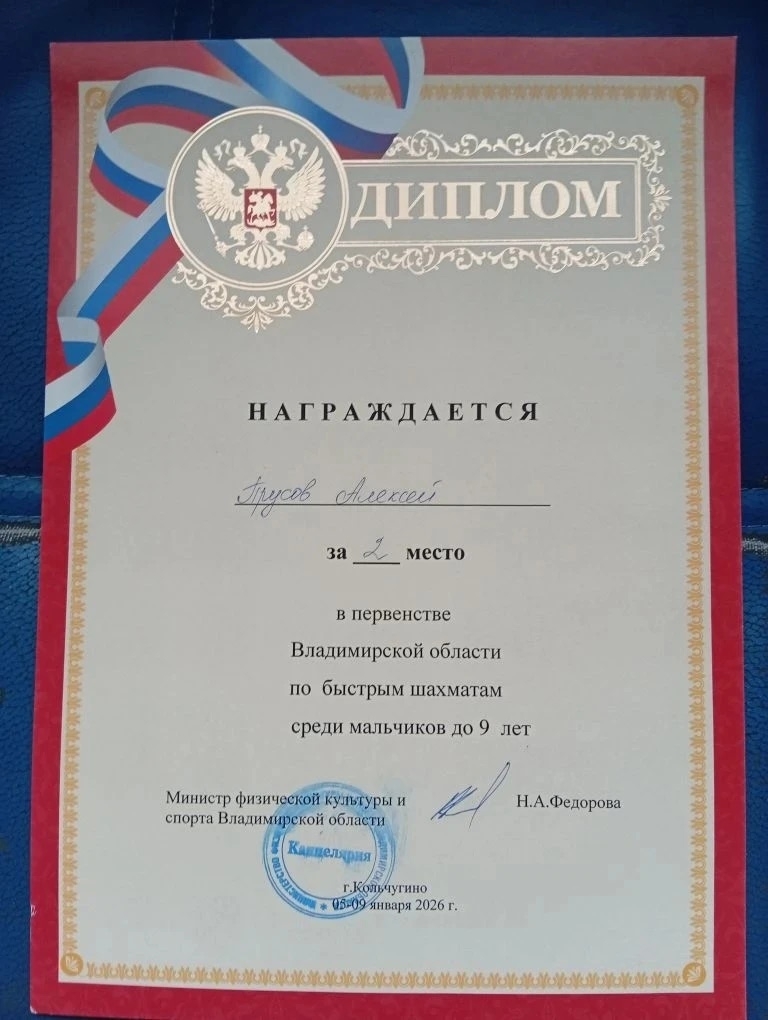 ДИПЛОМ
НАГРАЖДАЕТСЯ
Трусов Алексей
за 2 место
в первенстве
Владимирской области
по быстрым шахматам
среди мальчиков до 9 лет
Министр физической культуры и
спорта Владимирской области
Н.А.Федорова
Канцелярия
г.Кольчугино
05-09 января 2026 г.